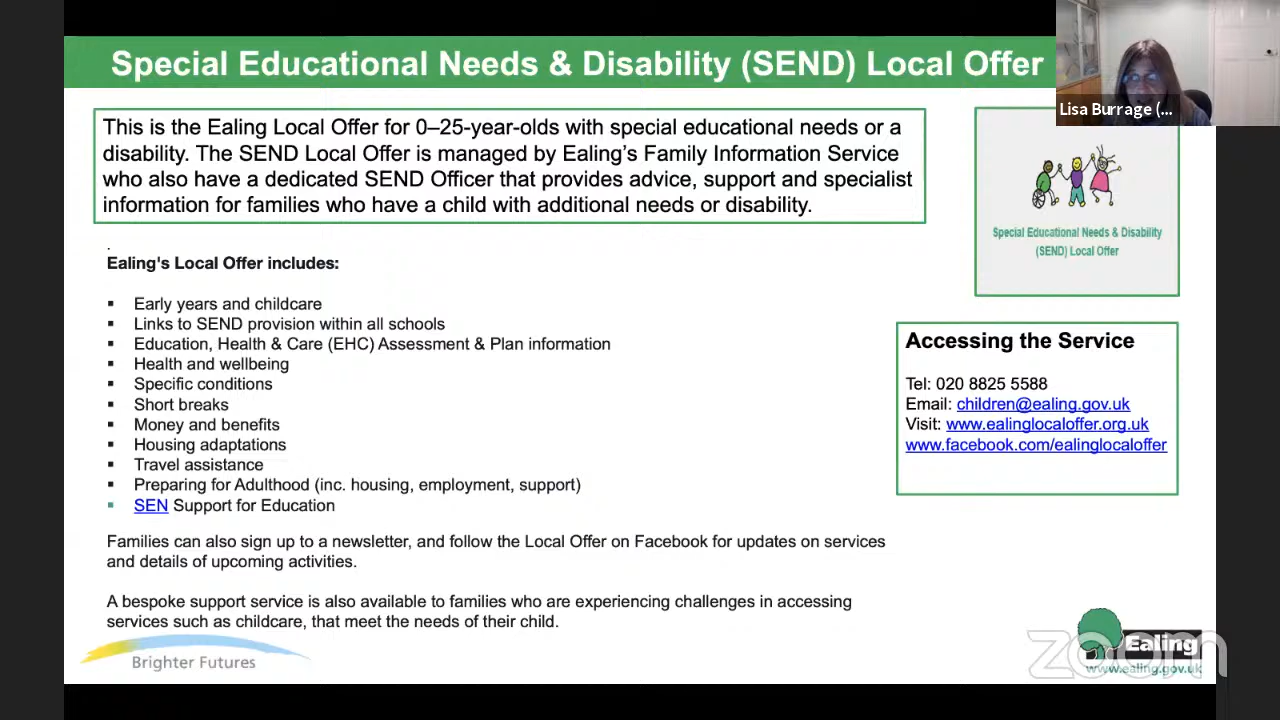 Special Educational Needs & Disability (SEND) Local Offer
Lisa Burrage (...
This is the Ealing Local Offer for 0–25-year-olds with special educational needs or a
disability. The SEND Local Offer is managed by Ealing’s Family Information Service
who also have a dedicated SEND Officer that provides advice, support and specialist
information for families who have a child with additional needs or disability.
Special Educational Needs & Disability
(SEND) Local Offer
.
Ealing's Local Offer includes:
▪ Early years and childcare
▪ Links to SEND provision within all schools
▪ Education, Health & Care (EHC) Assessment & Plan information
▪ Health and wellbeing
▪ Specific conditions
▪ Short breaks
▪ Money and benefits
▪ Housing adaptations
▪ Travel assistance
▪ Preparing for Adulthood (inc. housing, employment, support)
▪ SEN Support for Education
Accessing the Service
Tel: 020 8825 5588
Email: children@ealing.gov.uk
Visit: www.ealinglocaloffer.org.uk
www.facebook.com/ealinglocaloffer
Families can also sign up to a newsletter, and follow the Local Offer on Facebook for updates on services
and details of upcoming activities.
A bespoke support service is also available to families who are experiencing challenges in accessing
services such as childcare, that meet the needs of their child.
Brighter Futures
Ealing
www.ealing.gov.uk
zoom